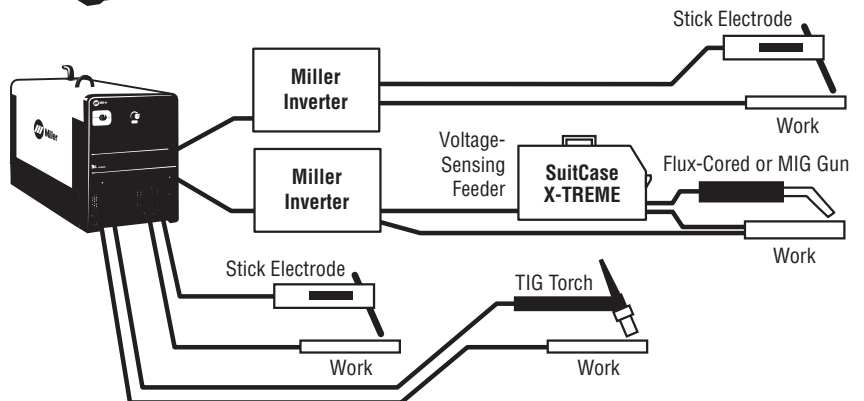 Stick Electrode
Miller
Inverter
Work
Miller
Voltage-
Sensing
Feeder
SuitCase
X-TREME
Flux-Cored or MIG Gun
Miller
Inverter
Work
Stick Electrode
TIG Torch
Work
Work